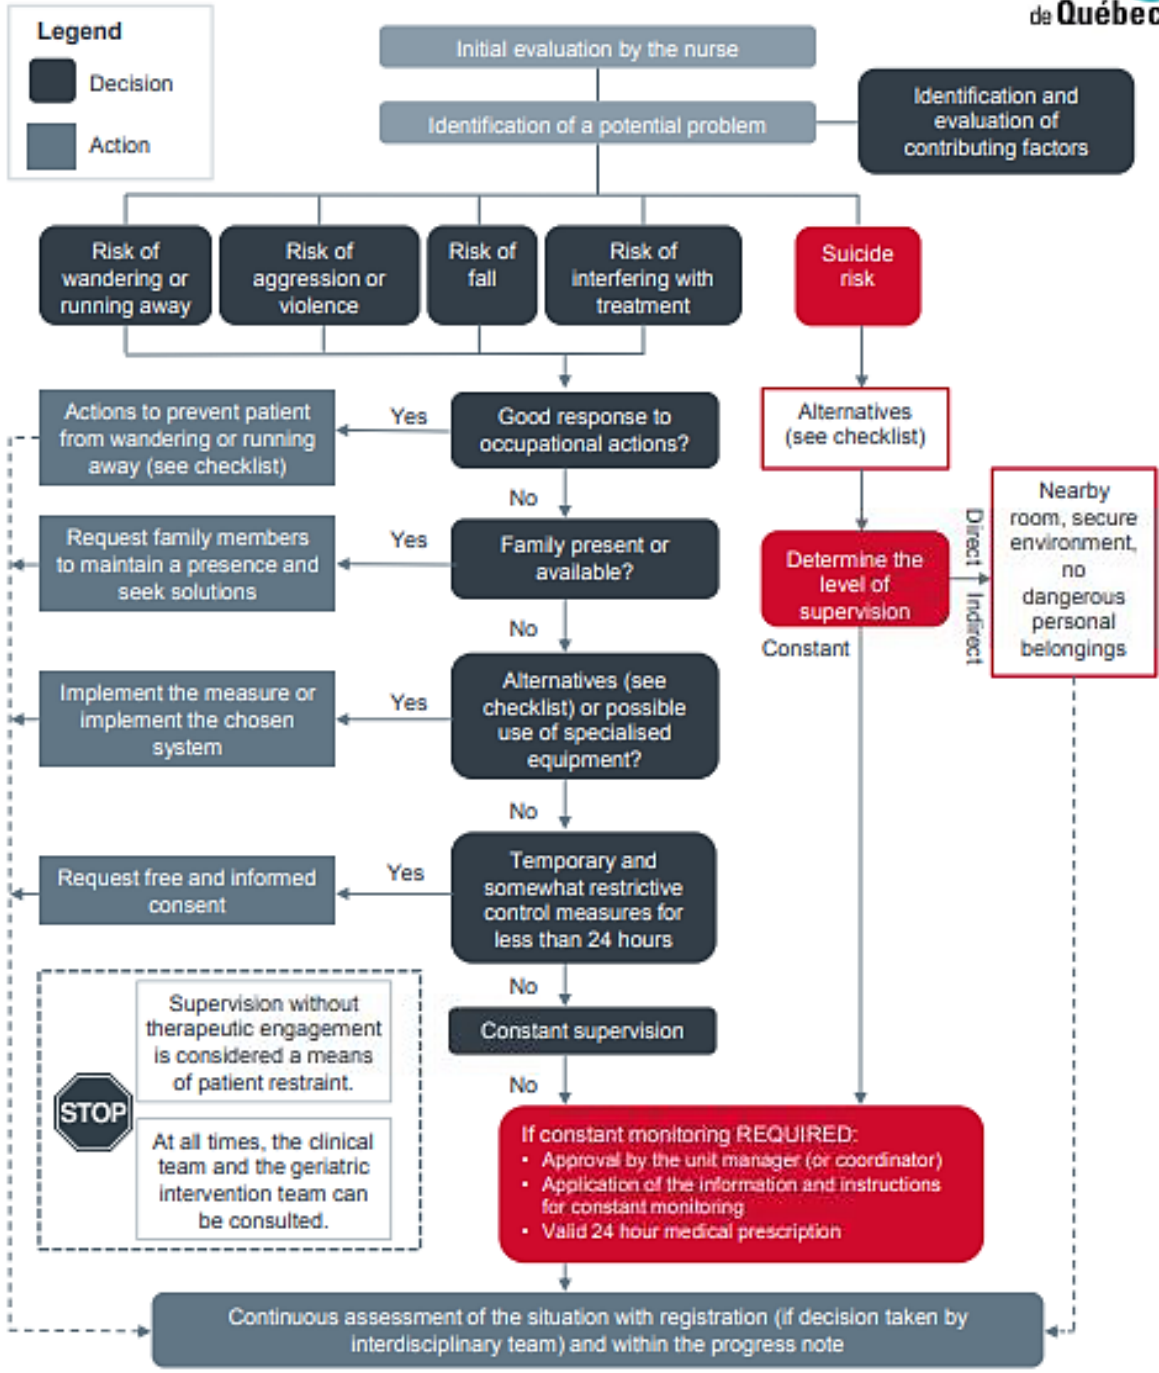 de Québec
Legend
Decision
Action
Initial evaluation by the nurse
Identification of a potential problem
Identification and
evaluation of
contributing factors
Risk of
wandering or
running away
Risk of
aggression or
violence
Risk of
fall
Risk of
interfering with
treatment
Suicide
risk
Actions to prevent patient
from wandering or running
away (see checklist)
Yes
Good response to
occupational actions?
Alternatives
(see checklist)
No
Request family members
to maintain a presence and
seek solutions
Yes
Family present or
available?
Determine the
level of
supervision
Direct
Indirect
Nearby
room, secure
environment,
no
dangerous
personal
belongings
No
Constant
Implement the measure or
implement the chosen
system
Yes
Alternatives (see
checklist) or possible
use of specialised
equipment?
No
Request free and informed
consent
Yes
Temporary and
somewhat restrictive
control measures for
less than 24 hours
No
Constant supervision
No
STOP
Supervision without
therapeutic engagement
is considered a means
of patient restraint.
At all times, the clinical
team and the geriatric
intervention team can
be consulted.
If constant monitoring REQUIRED:
• Approval by the unit manager (or coordinator)
• Application of the information and instructions
for constant monitoring
• Valid 24 hour medical prescription
Continuous assessment of the situation with registration (if decision taken by
interdisciplinary team) and within the progress note